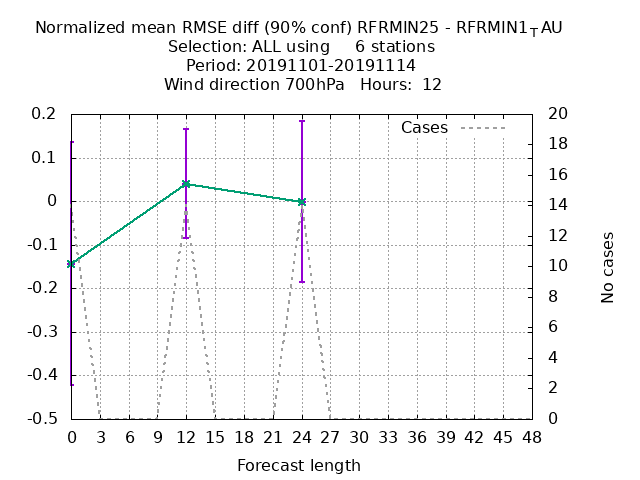 Normalized mean RMSE diff (90% conf) RFRMIN25 - RFRMIN1TAU
Selection: ALL using 6 stations
Period: 20191101-20191114
Wind direction 700hPa Hours: 12
Cases
0.2
0.1
0
-0.1
-0.2
-0.3
-0.4
-0.5
20
18
16
14
12
10
8
6
4
2
0
No cases
0 3 6 9 12 15 18 21 24 27 30 33 36 39 42 45 48
Forecast length